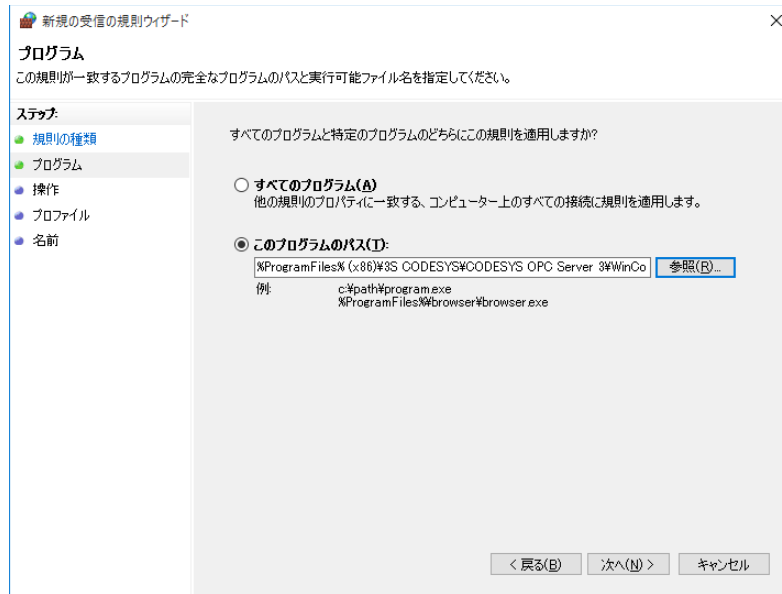 新規の受信の規則ウィザード
プログラム
この規則が一致するプログラムの完全なプログラムのパスと実行可能ファイル名を指定してください。
ステップ:
規則の種類
プログラム
操作
プロファイル
名前
すべてのプログラムと特定のプログラムのどちらにこの規則を適用しますか?
すべてのプログラム(A)
他の規則のプロパティに一致する、コンピューター上のすべての接続に規則を適用します。
このプログラムのパス(T):
%ProgramFiles% (x86)¥3S CODESYS¥CODESYS OPC Server 3¥WinCo
参照(R)...
例:
c:¥path¥program.exe
%ProgramFiles%¥browser¥browser.exe
< 戻る(B)
次へ(N) >
キャンセル